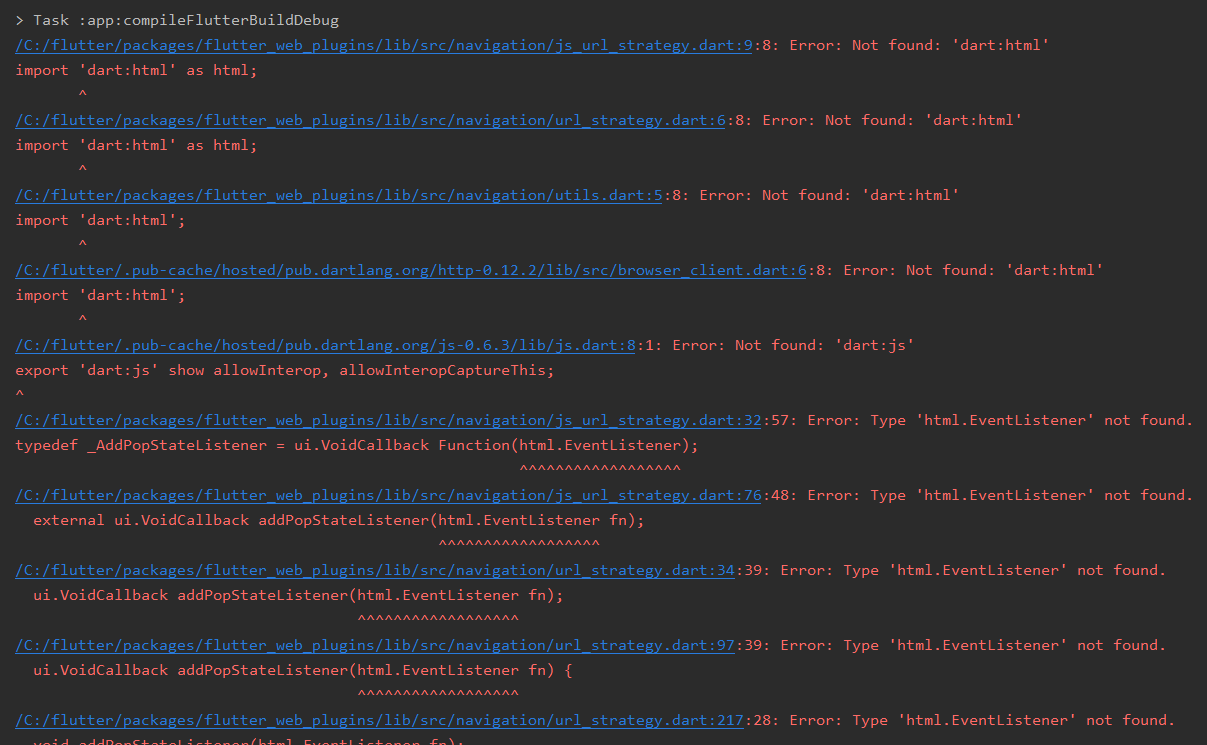 > Task :app:compileFlutterBuildDebug
/C:/flutter/packages/flutter_web_plugins/lib/src/navigation/js_url_strategy.dart:9:8: Error: Not found: 'dart:html'
import 'dart:html' as html;
^
/C:/flutter/packages/flutter_web_plugins/lib/src/navigation/url_strategy.dart:6:8: Error: Not found: 'dart:html'
import 'dart:html' as html;
^
/C:/flutter/packages/flutter_web_plugins/lib/src/navigation/utils.dart:5:8: Error: Not found: 'dart:html'
import 'dart:html';
^
/C:/flutter/.pub-cache/hosted/pub.dartlang.org/http-0.12.2/lib/src/browser_client.dart:6:8: Error: Not found: 'dart:html'
import 'dart:html';
^
/C:/flutter/.pub-cache/hosted/pub.dartlang.org/js-0.6.3/lib/js.dart:8:1: Error: Not found: 'dart:js'
export 'dart:js' show allowInterop, allowInteropCaptureThis;
^
/C:/flutter/packages/flutter_web_plugins/lib/src/navigation/js_url_strategy.dart:32:57: Error: Type 'html.EventListener' not found.
typedef _AddPopStateListener = ui.VoidCallback Function(html.EventListener);
^^^^^^^^^^^^^^^^^^
/C:/flutter/packages/flutter_web_plugins/lib/src/navigation/js_url_strategy.dart:76:48: Error: Type 'html.EventListener' not found.
external ui.VoidCallback addPopStateListener(html.EventListener fn);
^^^^^^^^^^^^^^^^^^
/C:/flutter/packages/flutter_web_plugins/lib/src/navigation/url_strategy.dart:34:39: Error: Type 'html.EventListener' not found.
ui.VoidCallback addPopStateListener(html.EventListener fn);
^^^^^^^^^^^^^^^^^^
/C:/flutter/packages/flutter_web_plugins/lib/src/navigation/url_strategy.dart:97:39: Error: Type 'html.EventListener' not found.
ui.VoidCallback addPopStateListener(html.EventListener fn) {
^^^^^^^^^^^^^^^^^^
/C:/flutter/packages/flutter_web_plugins/lib/src/navigation/url_strategy.dart:217:28: Error: Type 'html.EventListener' not found.
void addPopStateListener(html.EventListener fn);